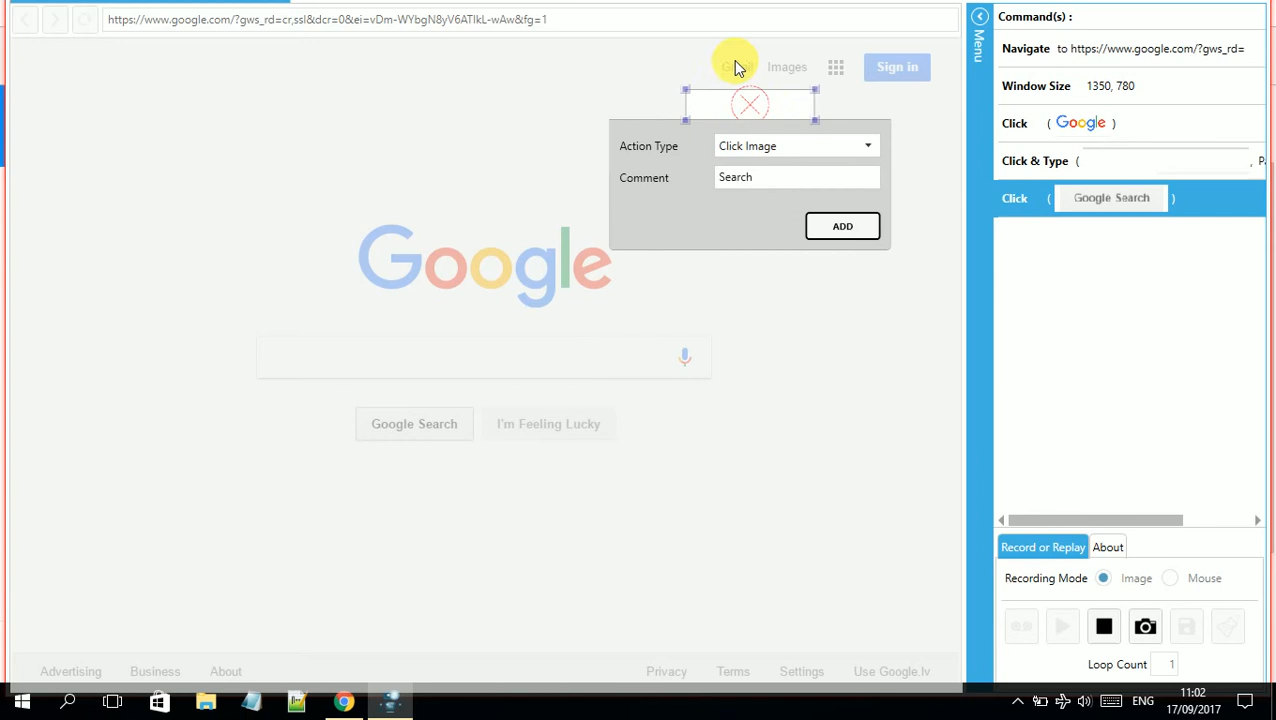 https://www.google.com/?gws_rd=cr,ssl&dcr=0&ei=vDm-WYbgN8yV6ATIkL-wAw&fg=1
Gmail Images Sign in
Action Type Click Image
Comment Search
ADD
Google
Google Search I'm Feeling Lucky
Advertising Business About Privacy Terms Settings Use Google.lv
Menu
Command(s) :
Navigate to https://www.google.com/?gws_rd=
Window Size 1350, 780
Click ( Google )
Click & Type ( ,
Click ( Google Search )
Record or Replay About
Recording Mode Image Mouse
Loop Count 1
ENG 11:02
17/09/2017